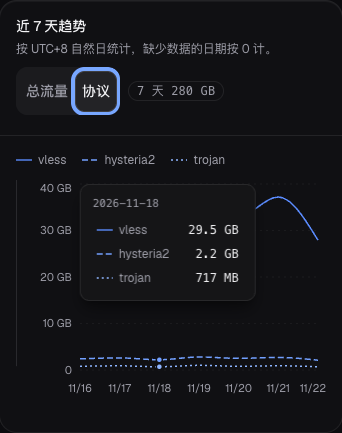 近 7 天趋势
按 UTC+8 自然日统计，缺少数据的日期按 0 计。
总流量 协议 7 天 280 GB
vless hysteria2 trojan
40 GB
2026-11-18
vless 29.5 GB
30 GB
hysteria2 2.2 GB
trojan 717 MB
20 GB
10 GB
0
11/16 11/17 11/18 11/19 11/20 11/21 11/22